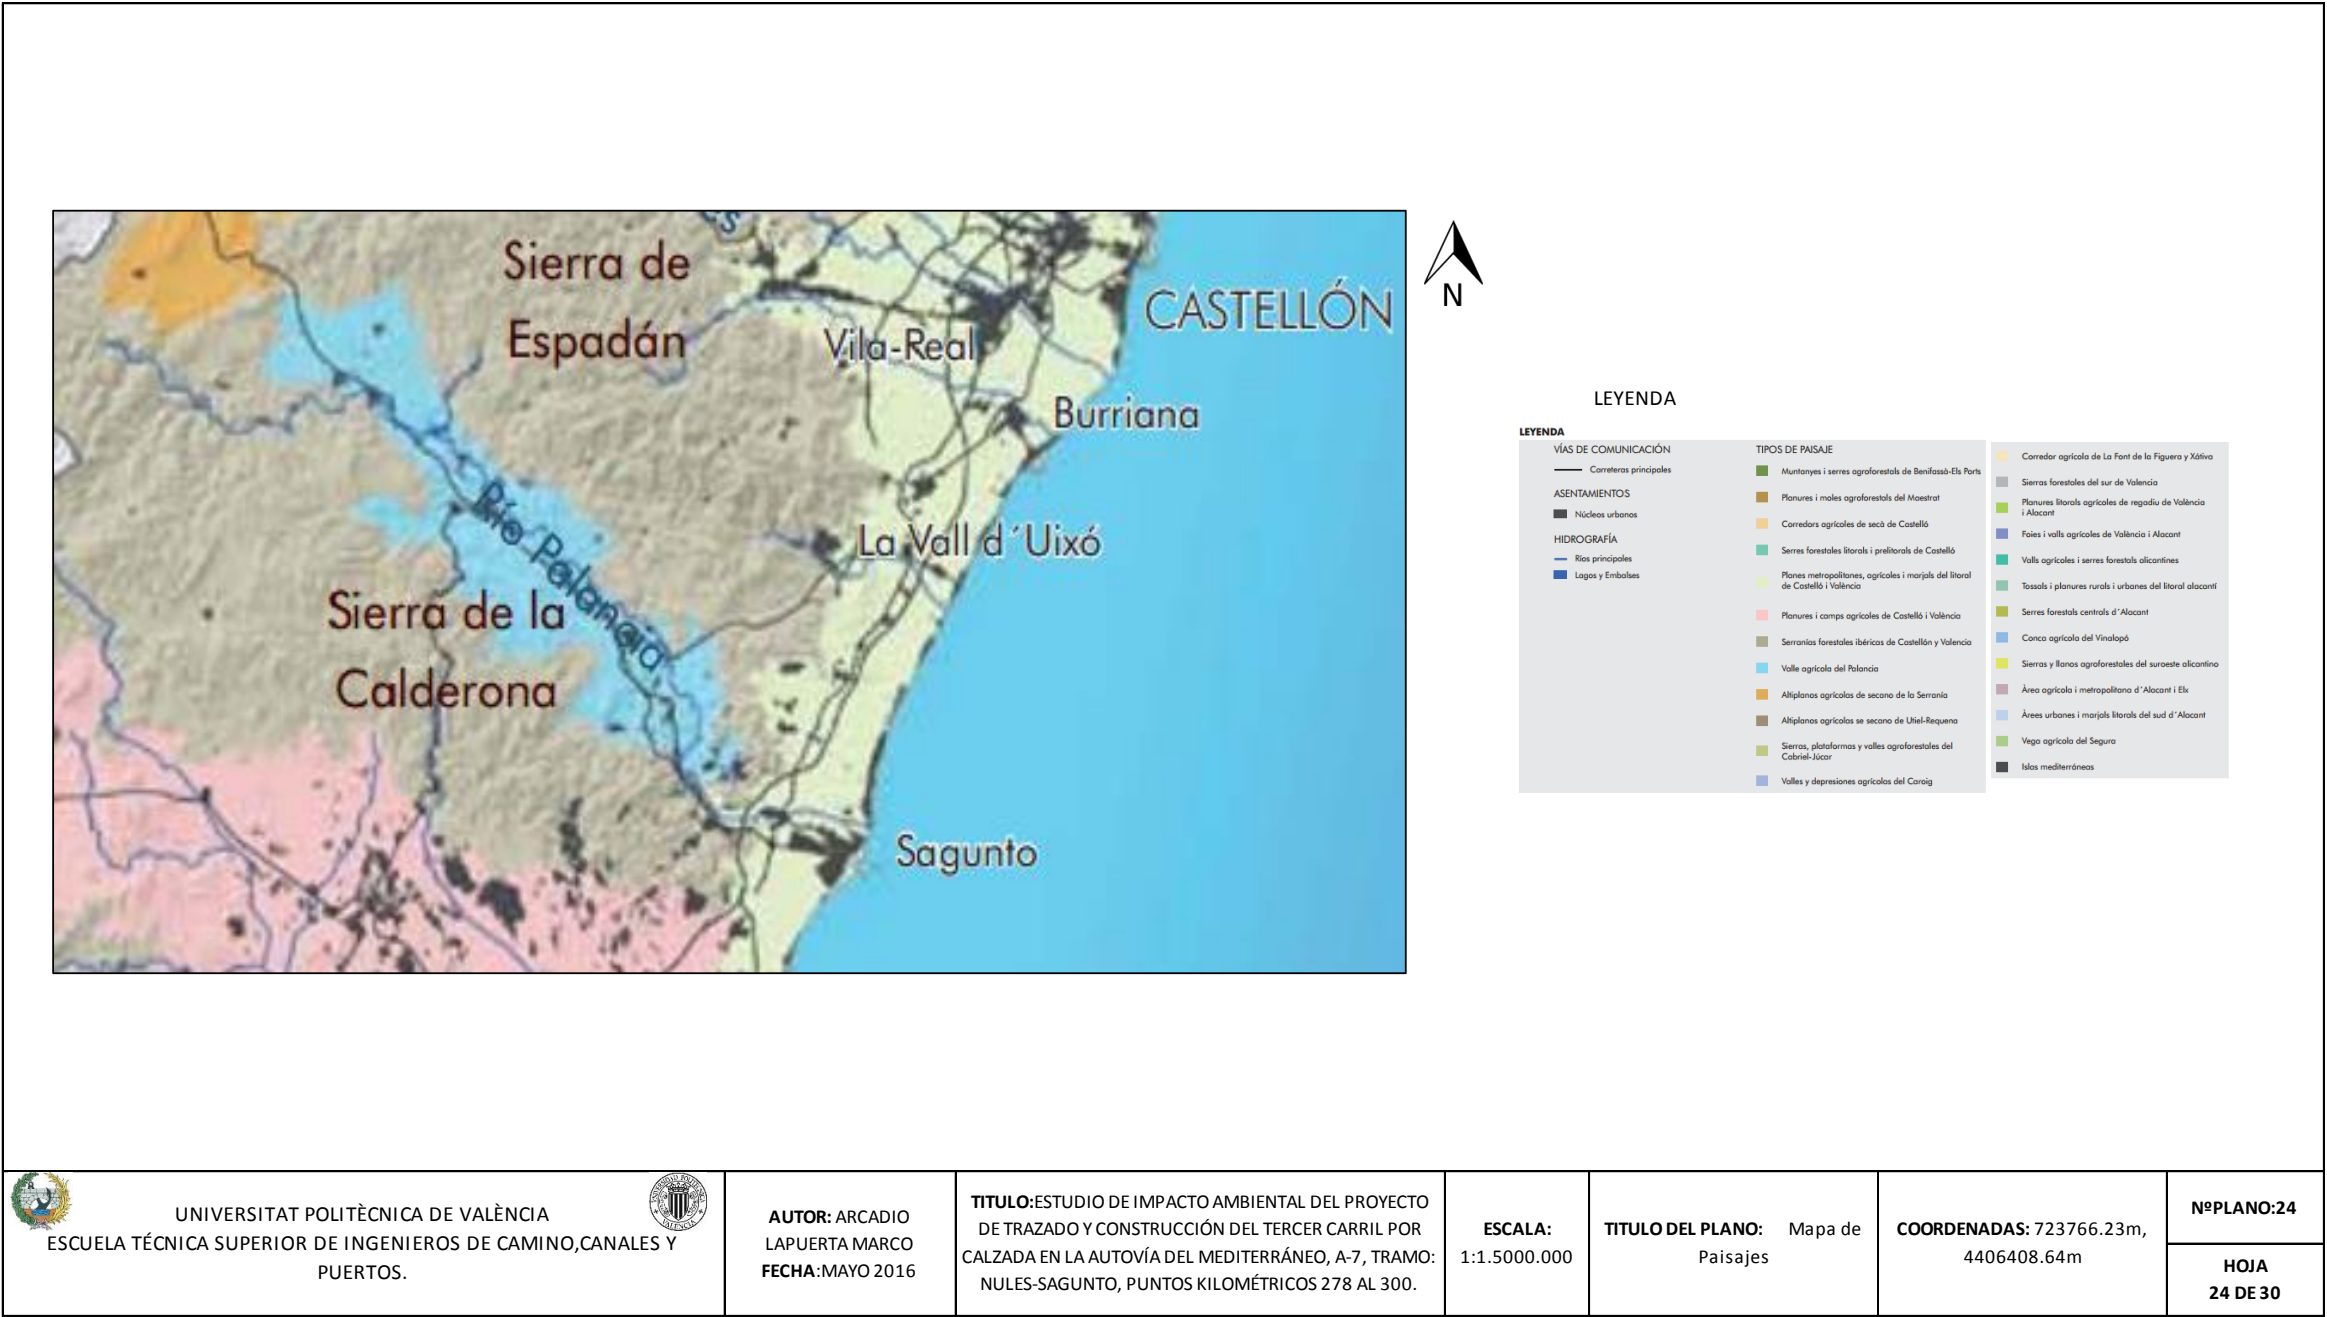 Sierra de
Espadán
CASTELLÓN
Vila-Real
Burriana
Río Palancia
La Vall d´Uixó
Sierra de la
Calderona
Sagunto
N
LEYENDA
LEYENDA
VÍAS DE COMUNICACIÓN
Carreteras principales
ASENTAMIENTOS
Núcleos urbanos
HIDROGRAFÍA
Ríos principales
Lagos y Embalses
TIPOS DE PAISAJE
Muntanyes i serres agroforestals de Benifassà-Els Ports
Planures i moles agroforestals del Maestrat
Corredors agrícoles de secà de Castelló
Serres forestales litorals i prelitorals de Castelló
Planes metropolitanes, agrícoles i marjals del litoral
de Castelló i València
Planures i camps agrícoles de Castelló i València
Serranías forestales ibéricas de Castellón y Valencia
Valle agrícola del Palancia
Altiplanos agrícolas de secano de la Serranía
Altiplanos agrícolas se secano de Utiel-Requena
Sierras, plataformas y valles agroforestales del
Cabriel-Júcar
Valles y depresiones agrícolas del Caroig
Corredor agrícola de La Font de la Figuera y Xátiva
Sierras forestales del sur de Valencia
Planures litorals agrícoles de regadiu de València
i Alacant
Foies i valls agrícoles de València i Alacant
Valls agrícoles i serres forestals alicantines
Tossals i planures rurals i urbanes del litoral alacantí
Serres forestals centrals d´Alacant
Conca agrícola del Vinalopó
Sierras y llanos agroforestales del suroeste alicantino
Àrea agrícola i metropolitana d´Alacant i Elx
Àrees urbanes i marjals litorals del sud d´Alacant
Vega agrícola del Segura
Islas mediterráneas
UNIVERSITAT POLITÈCNICA DE VALÈNCIA
ESCUELA TÉCNICA SUPERIOR DE INGENIEROS DE CAMINO,CANALES Y
PUERTOS.
AUTOR: ARCADIO
LAPUERTA MARCO
FECHA:MAYO 2016
TITULO:ESTUDIO DE IMPACTO AMBIENTAL DEL PROYECTO
DE TRAZADO Y CONSTRUCCIÓN DEL TERCER CARRIL POR
CALZADA EN LA AUTOVÍA DEL MEDITERRÁNEO, A-7, TRAMO:
NULES-SAGUNTO, PUNTOS KILOMÉTRICOS 278 AL 300.
ESCALA:
1:1.5000.000
TITULO DEL PLANO: Mapa de
Paisajes
COORDENADAS: 723766.23m,
4406408.64m
NºPLANO:24
HOJA
24 DE 30